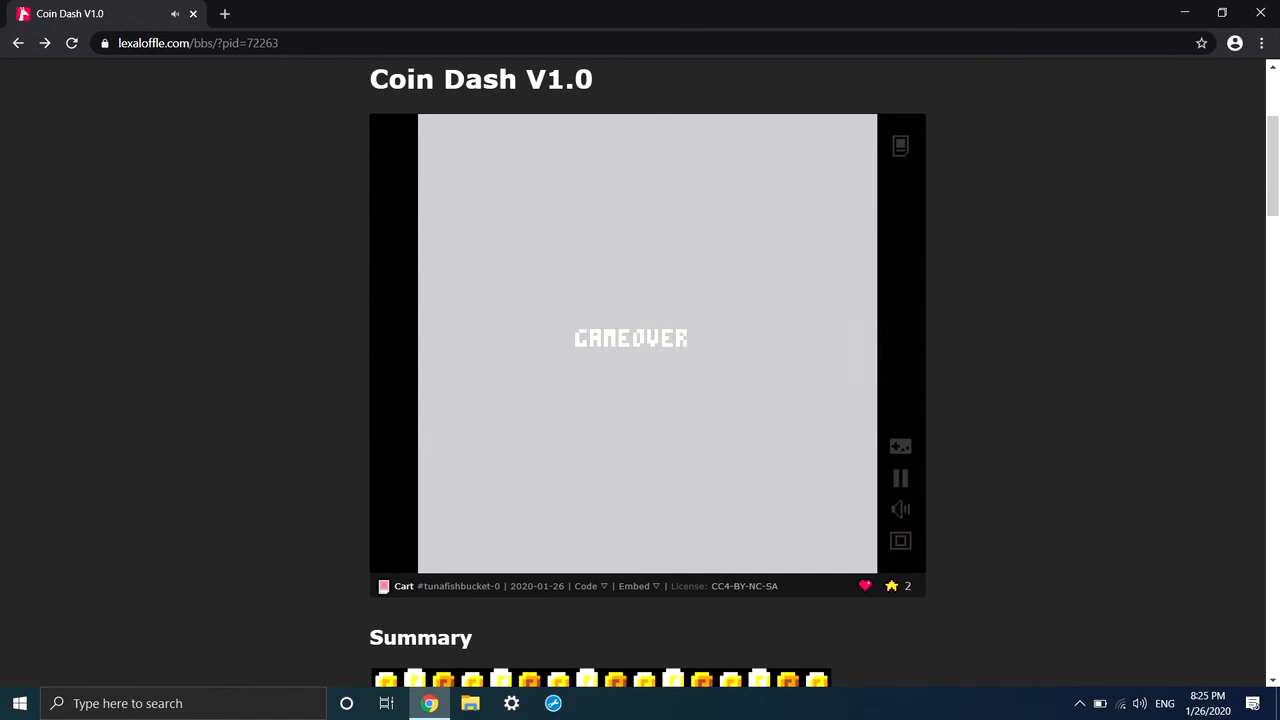 Coin Dash V1.0
lexaloffle.com/bbs/?pid=72263
Coin Dash V1.0
GAMEOVER
Cart #tunafishbucket-0 | 2020-01-26 | Code ▽ | Embed ▽ | License: CC4-BY-NC-SA
2
Summary
Type here to search
ENG
8:25 PM
1/26/2020